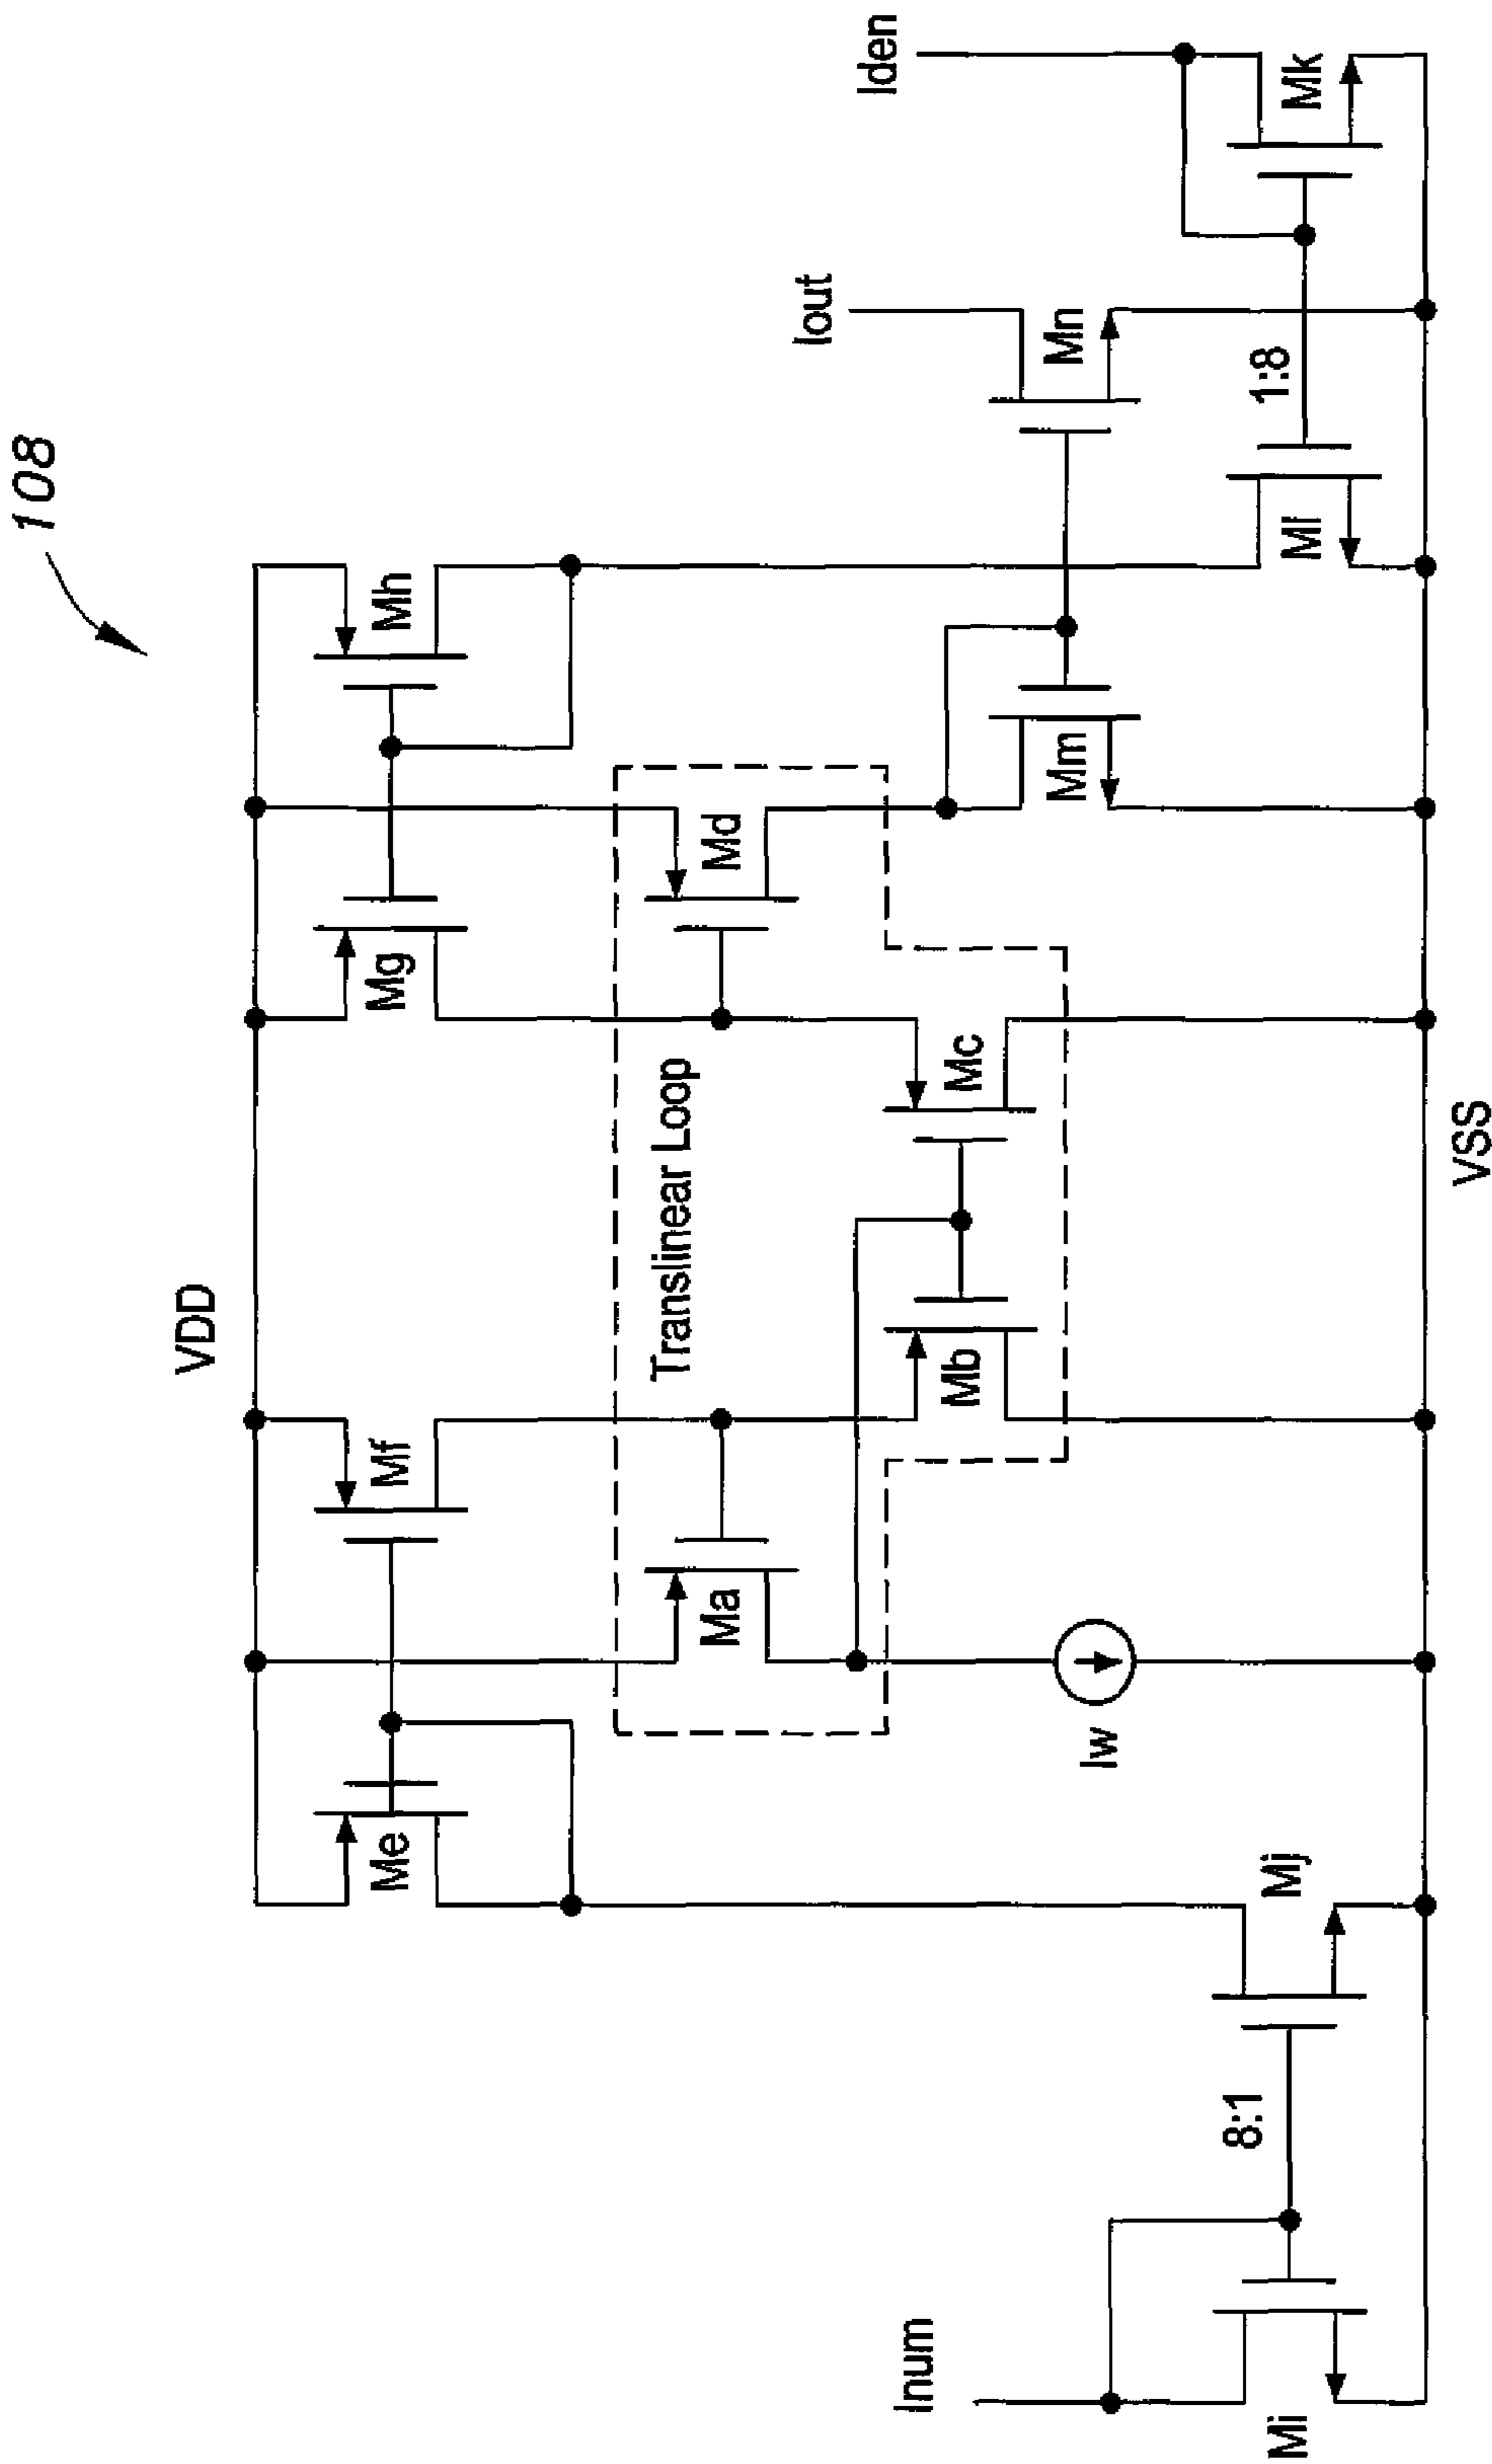 108
VDD
Me
Mf
Mg
Mh
Ma
Translinear Loop
Md
Iw
Mb
Mc
Mm
Iout
Mn
Iden
Inum
Mi
8:1
Mj
Ml
1:8
Mk
VSS